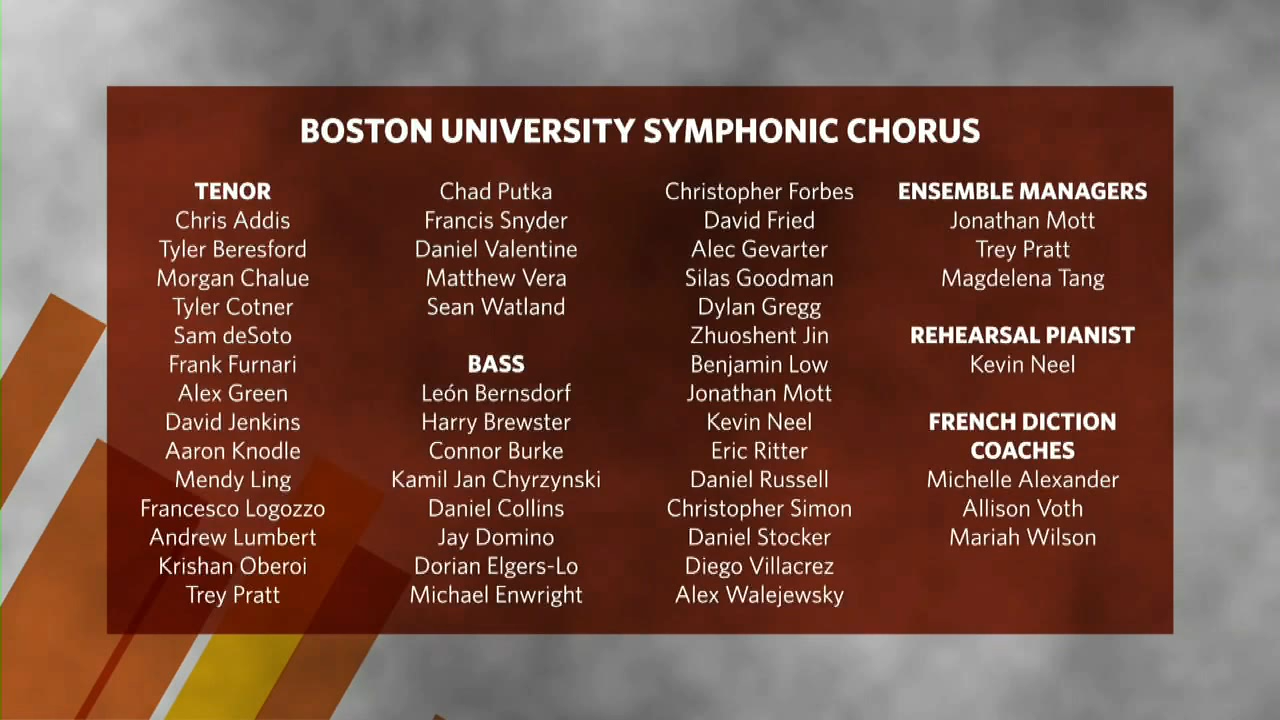 BOSTON UNIVERSITY SYMPHONIC CHORUS
TENOR
Chris Addis
Tyler Beresford
Morgan Chalue
Tyler Cotner
Sam deSoto
Frank Furnari
Alex Green
David Jenkins
Aaron Knodle
Mendy Ling
Francesco Logozzo
Andrew Lumbert
Krishan Oberoi
Trey Pratt
Chad Putka
Francis Snyder
Daniel Valentine
Matthew Vera
Sean Watland
BASS
León Bernsdorf
Harry Brewster
Connor Burke
Kamil Jan Chyrzynski
Daniel Collins
Jay Domino
Dorian Elgers-Lo
Michael Enwright
Christopher Forbes
David Fried
Alec Gevarter
Silas Goodman
Dylan Gregg
Zhuoshent Jin
Benjamin Low
Jonathan Mott
Kevin Neel
Eric Ritter
Daniel Russell
Christopher Simon
Daniel Stocker
Diego Villacrez
Alex Walejewsky
ENSEMBLE MANAGERS
Jonathan Mott
Trey Pratt
Magdelena Tang
REHEARSAL PIANIST
Kevin Neel
FRENCH DICTION
COACHES
Michelle Alexander
Allison Voth
Mariah Wilson